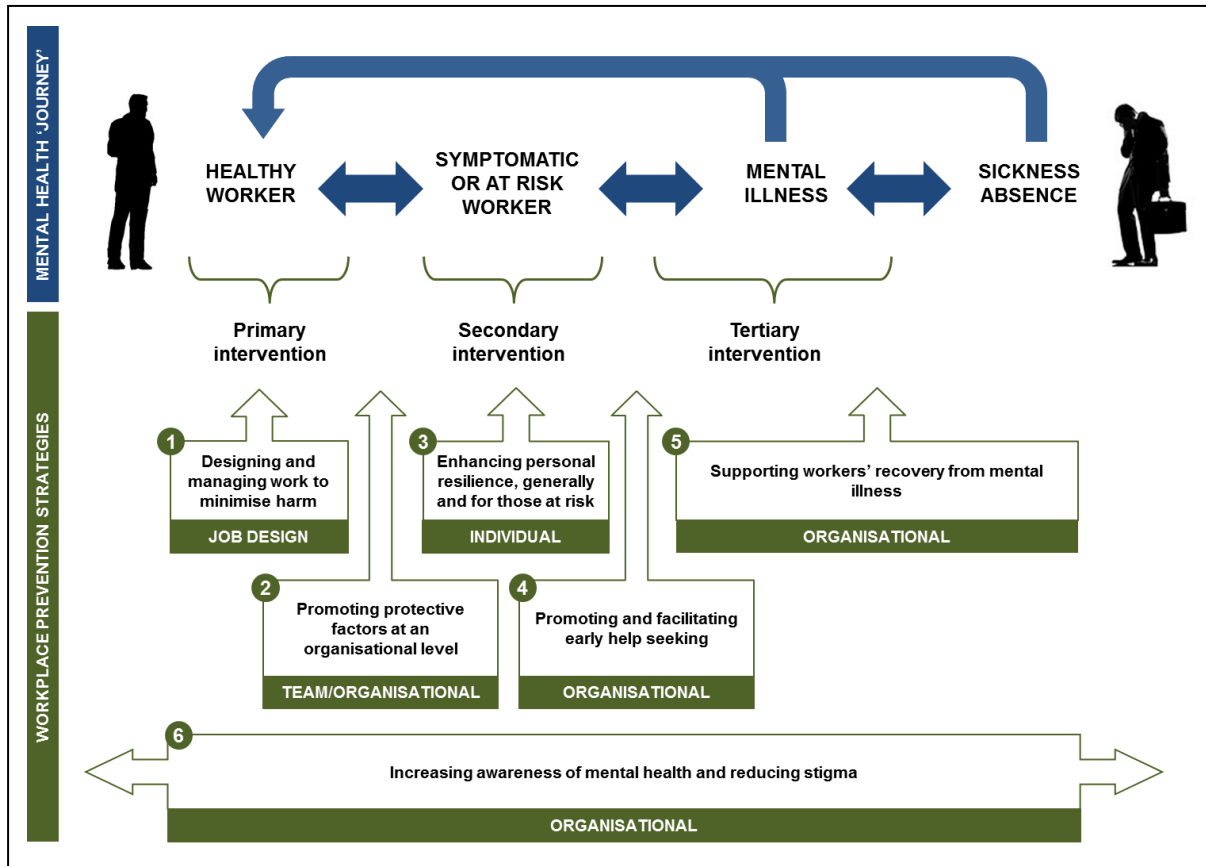 MENTAL HEALTH ‘JOURNEY’
HEALTHY
WORKER
SYMPTOMATIC
OR AT RISK
WORKER
MENTAL
ILLNESS
SICKNESS
ABSENCE
WORKPLACE PREVENTION STRATEGIES
Primary
intervention
Secondary
intervention
Tertiary
intervention
1
Designing and
managing work to
minimise harm
JOB DESIGN
3
Enhancing personal
resilience, generally
and for those at risk
INDIVIDUAL
5
Supporting workers’ recovery from mental
illness
ORGANISATIONAL
2
Promoting protective
factors at an
organisational level
TEAM/ORGANISATIONAL
4
Promoting and facilitating
early help seeking
ORGANISATIONAL
6
Increasing awareness of mental health and reducing stigma
ORGANISATIONAL